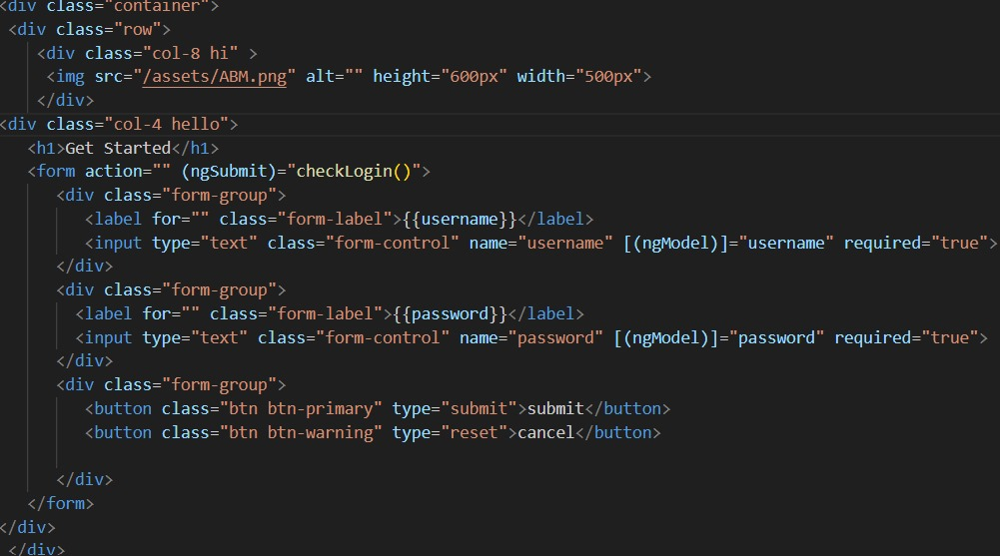 <div class="container">
<div class="row">
<div class="col-8 hi" >
<img src="/assets/ABM.png" alt="" height="600px" width="500px">
</div>
<div class="col-4 hello">
<h1>Get Started</h1>
<form action="" (ngSubmit)="checkLogin()">
<div class="form-group">
<label for="" class="form-label">{{username}}</label>
<input type="text" class="form-control" name="username" [(ngModel)]="username" required="true">
</div>
<div class="form-group">
<label for="" class="form-label">{{password}}</label>
<input type="text" class="form-control" name="password" [(ngModel)]="password" required="true">
</div>
<div class="form-group">
<button class="btn btn-primary" type="submit">submit</button>
<button class="btn btn-warning" type="reset">cancel</button>
</div>
</form>
</div>
</div>